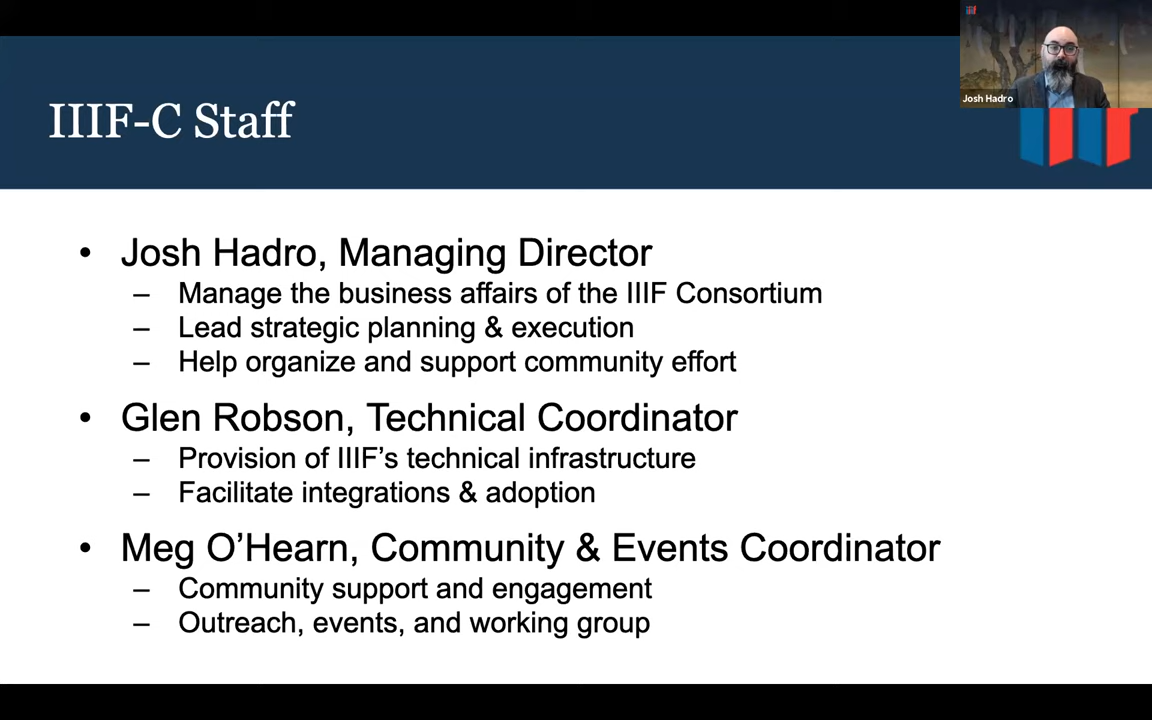 IIIF-C Staff
Josh Hadro
• Josh Hadro, Managing Director
– Manage the business affairs of the IIIF Consortium
– Lead strategic planning & execution
– Help organize and support community effort
• Glen Robson, Technical Coordinator
– Provision of IIIF’s technical infrastructure
– Facilitate integrations & adoption
• Meg O’Hearn, Community & Events Coordinator
– Community support and engagement
– Outreach, events, and working group